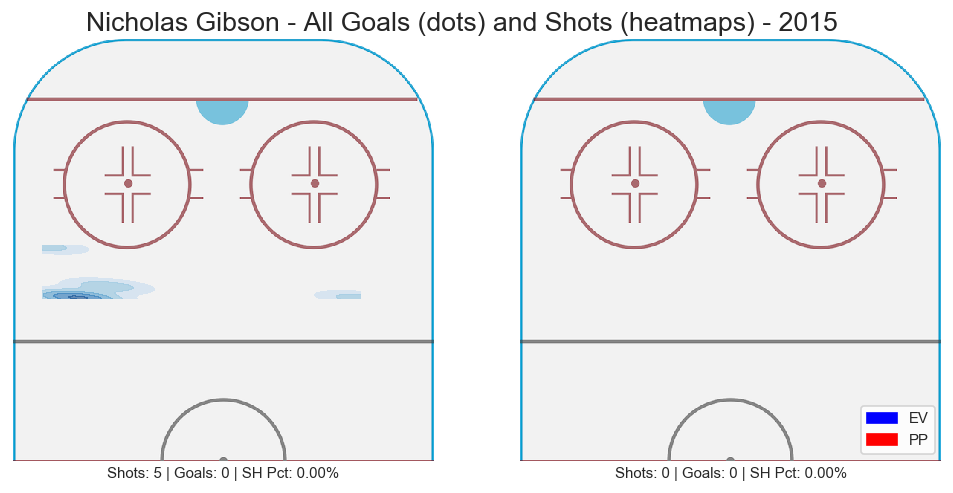 Nicholas Gibson - All Goals (dots) and Shots (heatmaps) - 2015
EV
PP
Shots: 5 | Goals: 0 | SH Pct: 0.00%
Shots: 0 | Goals: 0 | SH Pct: 0.00%